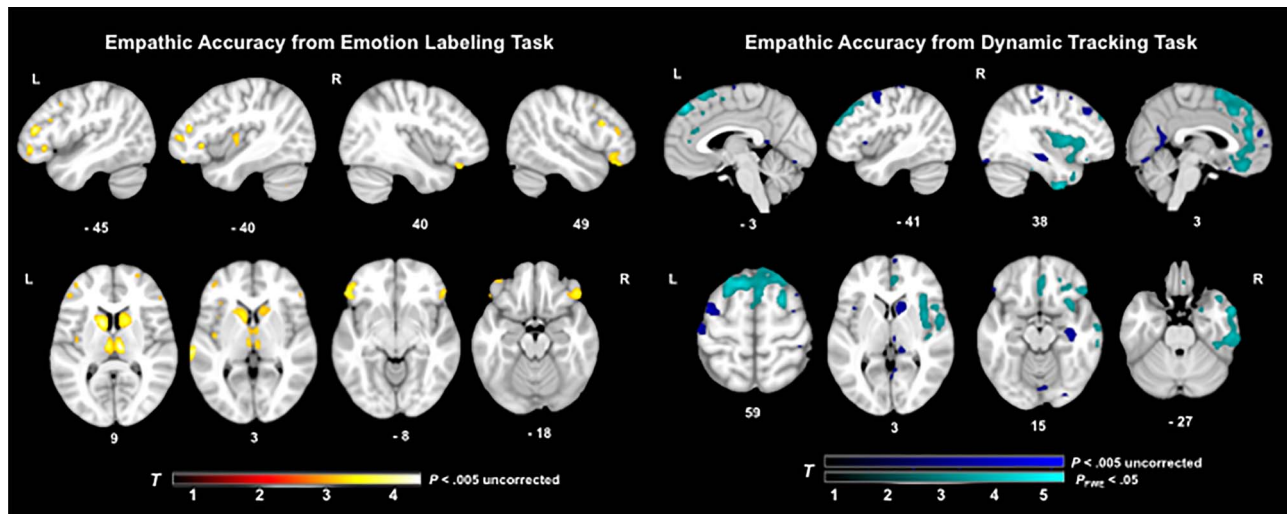 Empathic Accuracy from Emotion Labeling Task
L R
- 45 - 40 40 49
L R
9 3 - 8 - 18
T P < .005 uncorrected
1 2 3 4
Empathic Accuracy from Dynamic Tracking Task
L R
- 3 - 41 38 3
L R
59 3 15 - 27
T P < .005 uncorrected
PFWE < .05
1 2 3 4 5